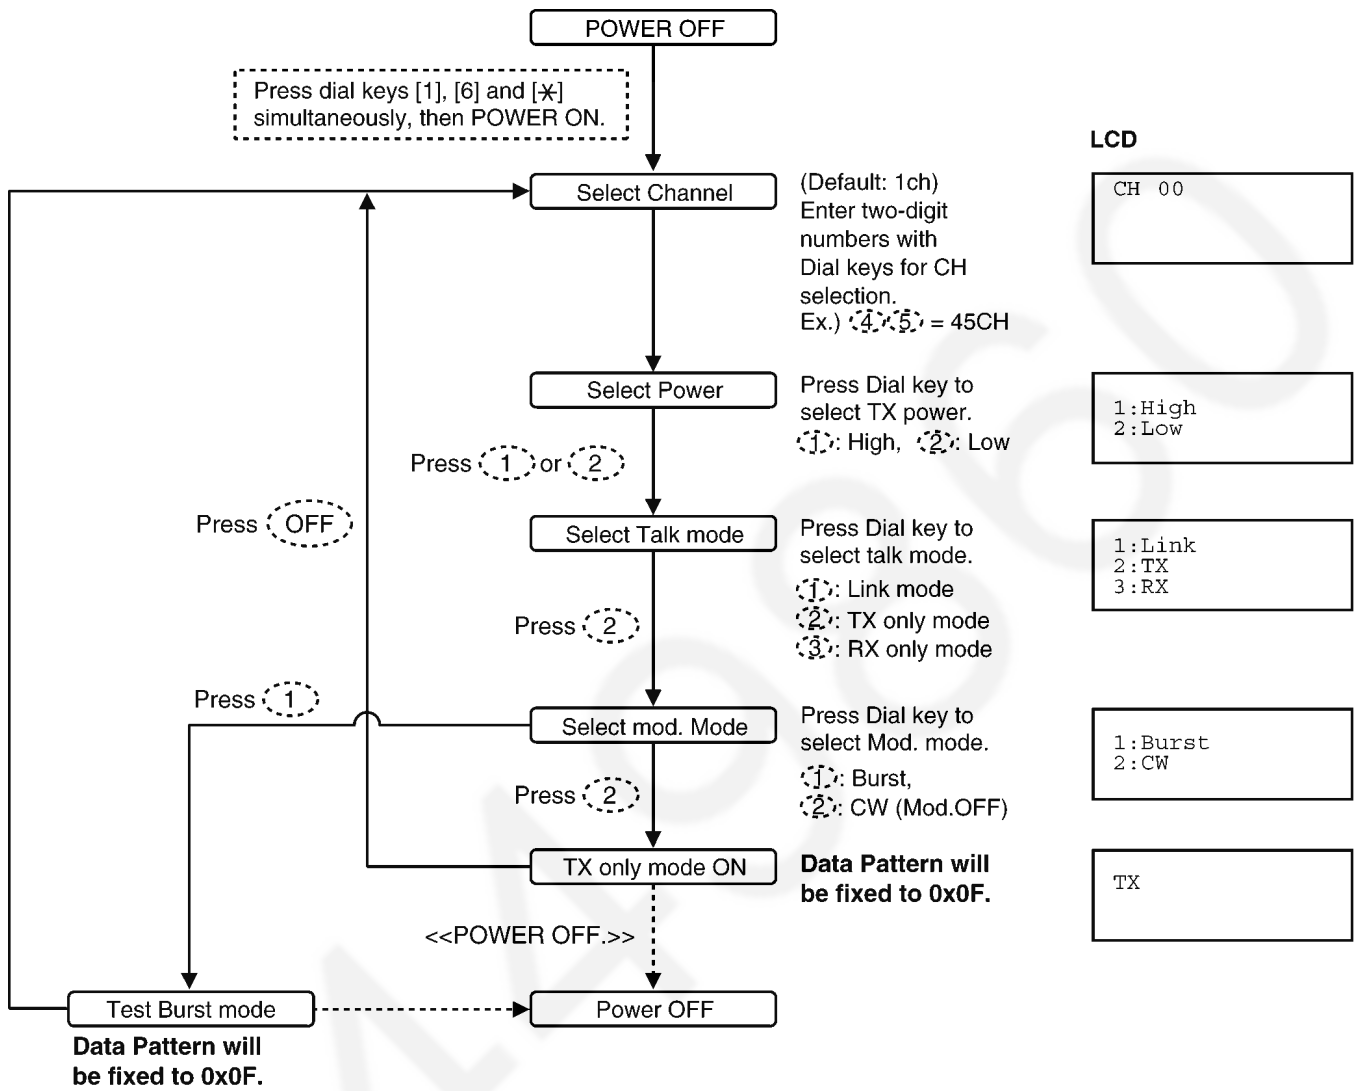 POWER OFF
Press dial keys [1], [6] and [*]
simultaneously, then POWER ON.
LCD
Select Channel
(Default: 1ch)
Enter two-digit
numbers with
Dial keys for CH
selection.
Ex.) 4 5 = 45CH
CH 00
Select Power
Press Dial key to
select TX power.
1: High, 2: Low
1:High
2:Low
Press 1 or 2
Press OFF
Select Talk mode
Press Dial key to
select talk mode.
1: Link mode
2: TX only mode
3: RX only mode
1:Link
2:TX
3:RX
Press 2
Press 1
Select mod. Mode
Press Dial key to
select Mod. mode.
1: Burst,
2: CW (Mod.OFF)
1:Burst
2:CW
Press 2
TX only mode ON
Data Pattern will
be fixed to 0x0F.
TX
<<POWER OFF.>>
Test Burst mode
Power OFF
Data Pattern will
be fixed to 0x0F.